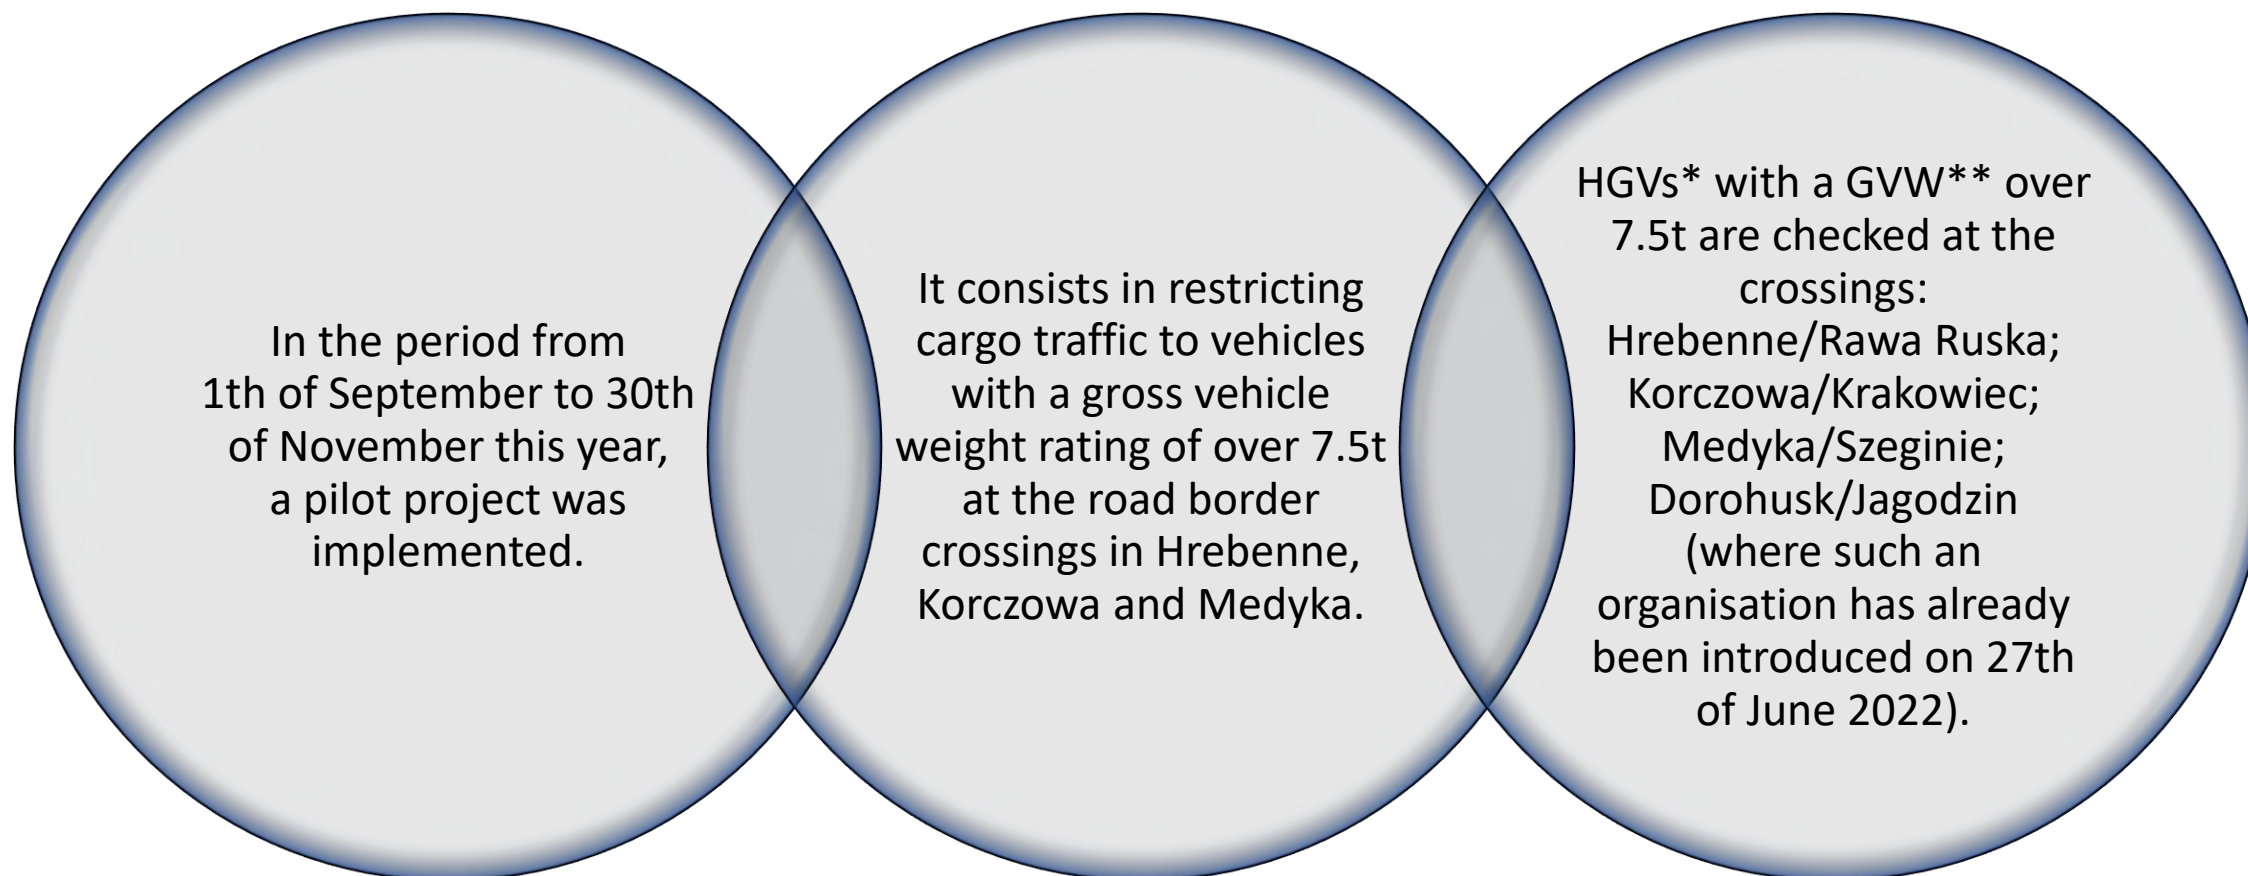 In the period from
1th of September to 30th
of November this year,
a pilot project was
implemented.
It consists in restricting
cargo traffic to vehicles
with a gross vehicle
weight rating of over 7.5t
at the road border
crossings in Hrebenne,
Korczowa and Medyka.
HGVs* with a GVW** over
7.5t are checked at the
crossings:
Hrebenne/Rawa Ruska;
Korczowa/Krakowiec;
Medyka/Szeginie;
Dorohusk/Jagodzin
(where such an
organisation has already
been introduced on 27th
of June 2022).